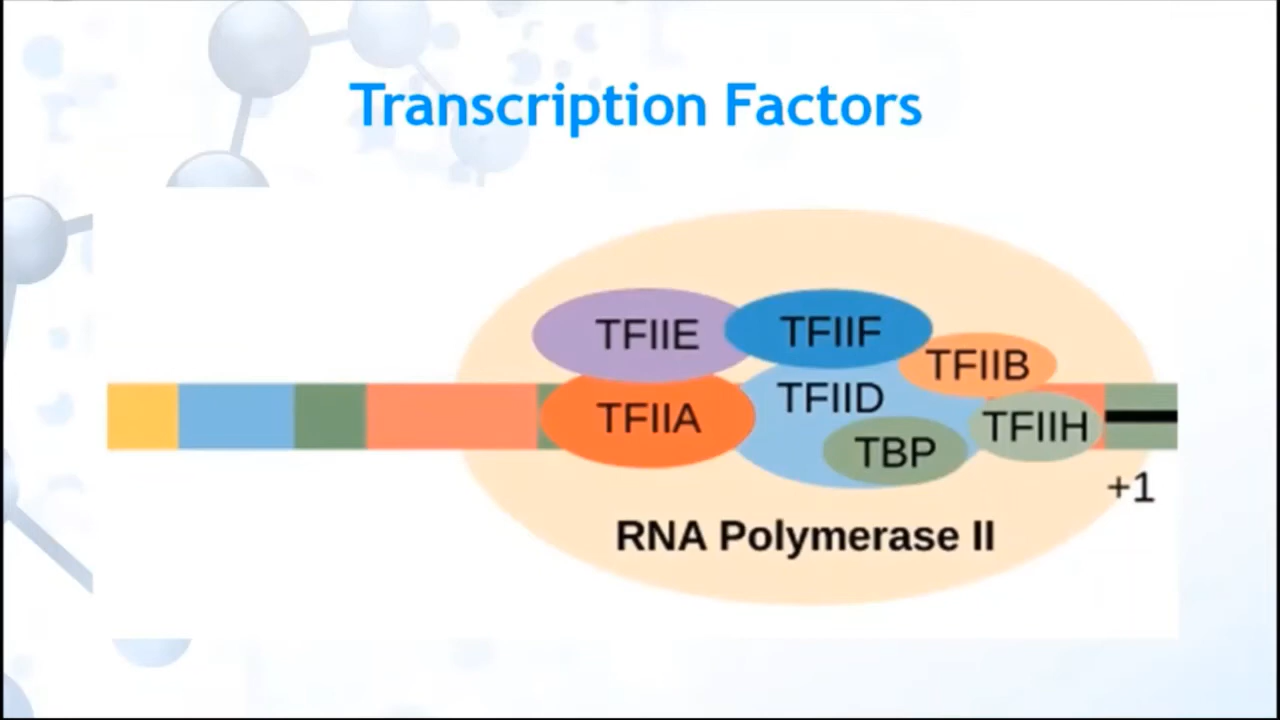 Transcription Factors
TFIIE
TFIIF
TFIIB
TFIIA
TFIID
TFIIH
TBP
+1
RNA Polymerase II